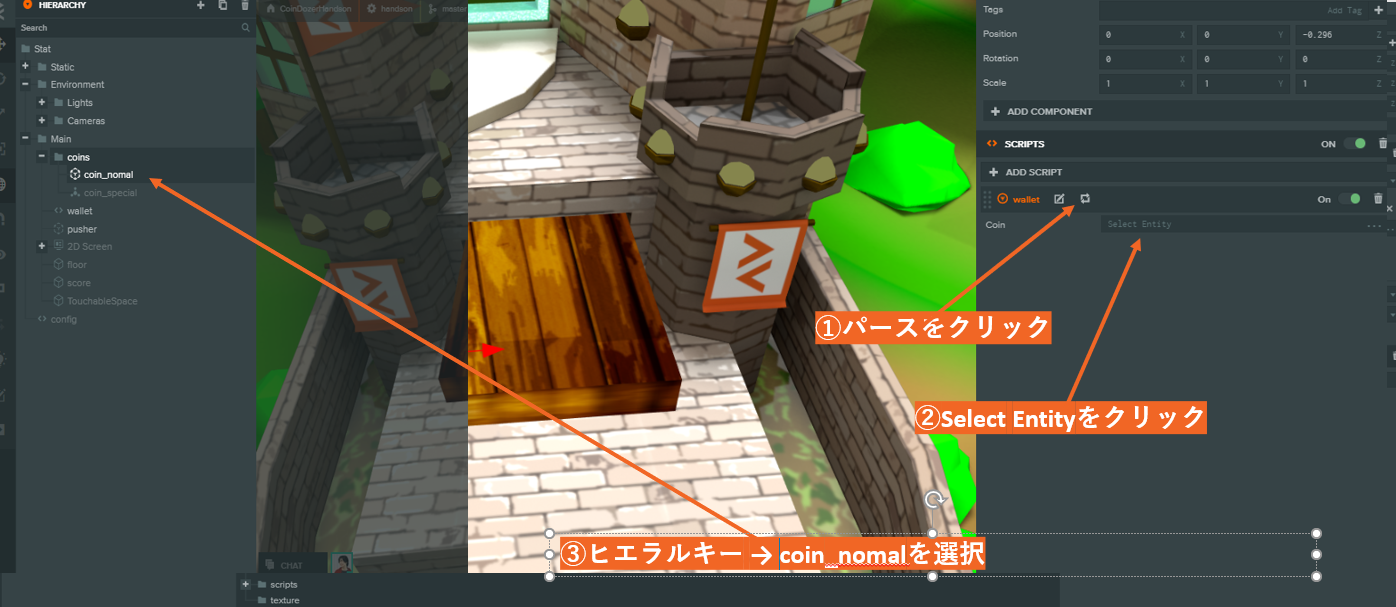 HIERARCHY
Search
Stat
Static
Environment
Lights
Cameras
Main
coins
coin_nomal
coin_special
wallet
pusher
2D Screen
floor
score
TouchableSpace
config
CoinDozerHandson
handson
master
CHAT
scripts
texture
Tags
Add Tag
Position
0 X
0 Y
-0.296 Z
Rotation
0 X
0 Y
0 Z
Scale
1 X
1 Y
1 Z
ADD COMPONENT
SCRIPTS
ON
ADD SCRIPT
wallet
On
Coin
Select Entity
①パースをクリック
②Select Entityをクリック
③ヒエラルキー → coin_nomalを選択